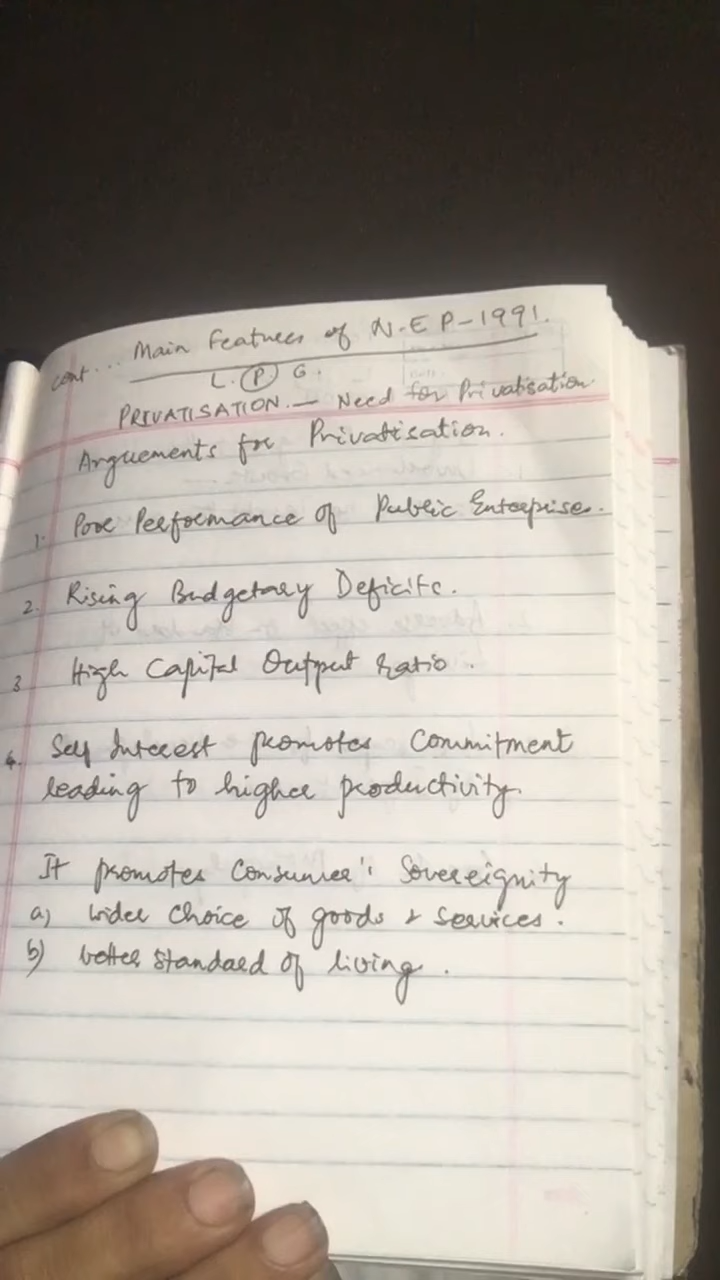 cont... Main Features of N.E P-1991.
L. P G.
PRIVATISATION. — Need for Privatisation
Arguements for Privatisation.
1. Poor Performance of Public Enterprise.
2. Rising Budgetary Deficits.
3 High Capital Output Ratio.
4. Self Interest promotes Commitment
leading to higher productivity.
It promotes Consumer's Sovereignity
a) wider choice of goods & services.
b) better standard of living.